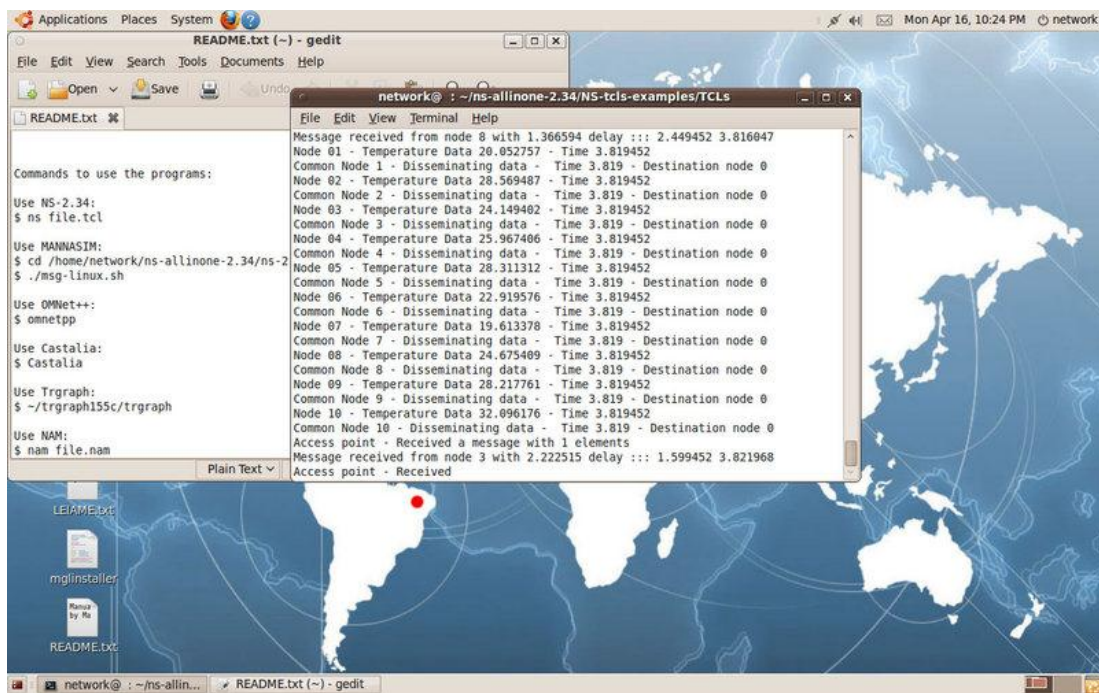 Applications Places System
Mon Apr 16, 10:24 PM network
README.txt (~) - gedit
File Edit View Search Tools Documents Help
Open Save Undo
README.txt
Commands to use the programs:
Use NS-2.34:
$ ns file.tcl
Use MANNASIM:
$ cd /home/network/ns-allinone-2.34/ns-2
$ ./msg-linux.sh
Use OMNet++:
$ omnetpp
Use Castalia:
$ Castalia
Use Trgraph:
$ ~/trgraph155c/trgraph
Use NAM:
$ nam file.nam
Plain Text
network@ : ~/ns-allinone-2.34/NS-tcls-examples/TCLs
File Edit View Terminal Help
Message received from node 8 with 1.366594 delay ::: 2.449452 3.816047
Node 01 - Temperature Data 20.052757 - Time 3.819452
Common Node 1 - Disseminating data - Time 3.819 - Destination node 0
Node 02 - Temperature Data 28.569487 - Time 3.819452
Common Node 2 - Disseminating data - Time 3.819 - Destination node 0
Node 03 - Temperature Data 24.149402 - Time 3.819452
Common Node 3 - Disseminating data - Time 3.819 - Destination node 0
Node 04 - Temperature Data 25.967406 - Time 3.819452
Common Node 4 - Disseminating data - Time 3.819 - Destination node 0
Node 05 - Temperature Data 28.311312 - Time 3.819452
Common Node 5 - Disseminating data - Time 3.819 - Destination node 0
Node 06 - Temperature Data 22.919576 - Time 3.819452
Common Node 6 - Disseminating data - Time 3.819 - Destination node 0
Node 07 - Temperature Data 19.613378 - Time 3.819452
Common Node 7 - Disseminating data - Time 3.819 - Destination node 0
Node 08 - Temperature Data 24.675409 - Time 3.819452
Common Node 8 - Disseminating data - Time 3.819 - Destination node 0
Node 09 - Temperature Data 28.217761 - Time 3.819452
Common Node 9 - Disseminating data - Time 3.819 - Destination node 0
Node 10 - Temperature Data 32.096176 - Time 3.819452
Common Node 10 - Disseminating data - Time 3.819 - Destination node 0
Access point - Received a message with 1 elements
Message received from node 3 with 2.222515 delay ::: 1.599452 3.821968
Access point - Received
LEIAME.txt
mglinstaller
by Ma
README.txt
network@ : ~/ns-allin...
README.txt (~) - gedit